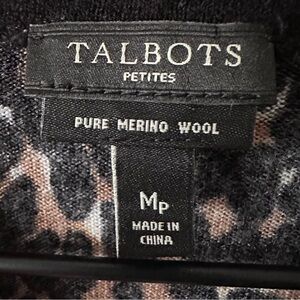 TALBOTS
PETITES
PURE MERINO WOOL
MP
MADE IN
CHINA